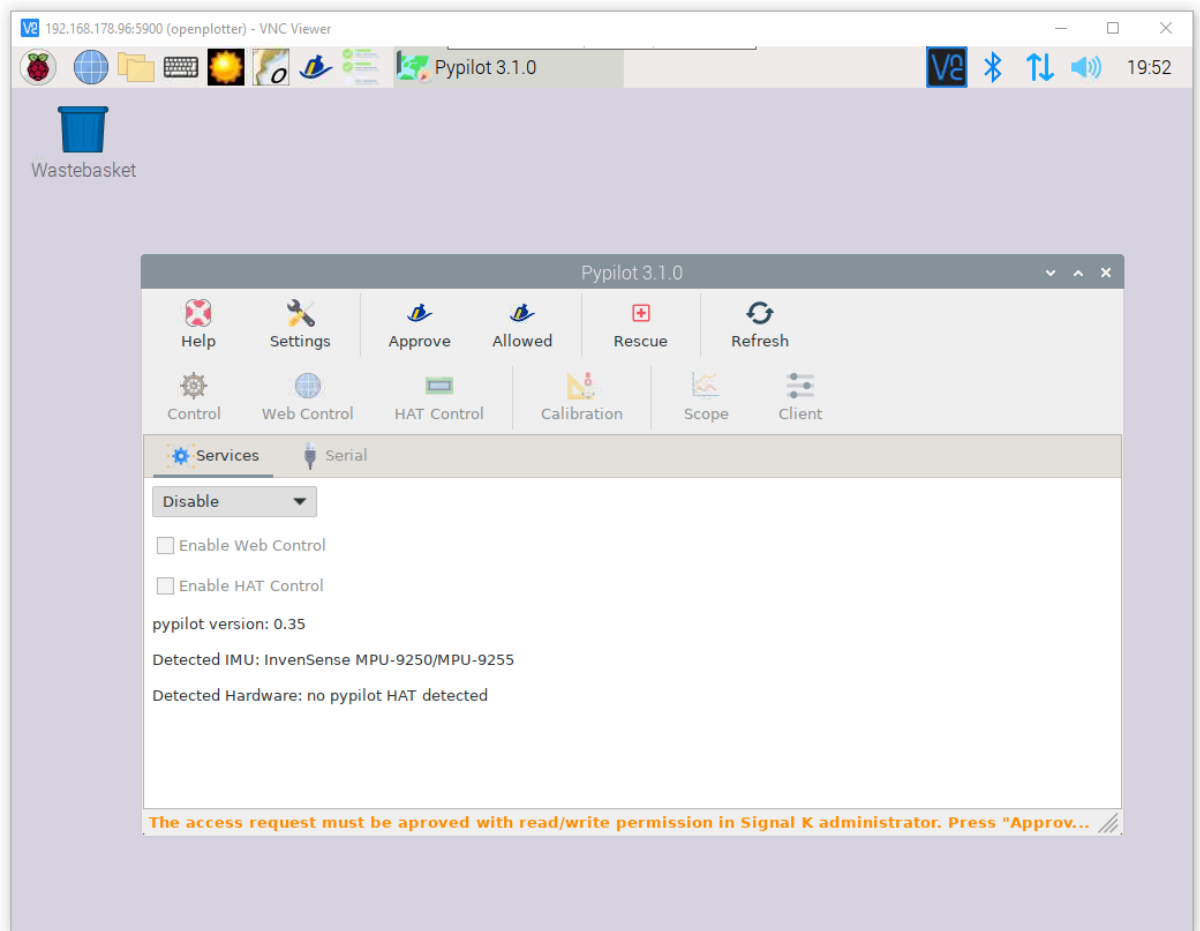 192.168.178.96:5900 (openplotter) - VNC Viewer
Pypilot 3.1.0
19:52
Wastebasket
Pypilot 3.1.0
Help Settings Approve Allowed Rescue Refresh
Control Web Control HAT Control Calibration Scope Client
Services Serial
Disable
Enable Web Control
Enable HAT Control
pypilot version: 0.35
Detected IMU: InvenSense MPU-9250/MPU-9255
Detected Hardware: no pypilot HAT detected
The access request must be aproved with read/write permission in Signal K administrator. Press "Approv...